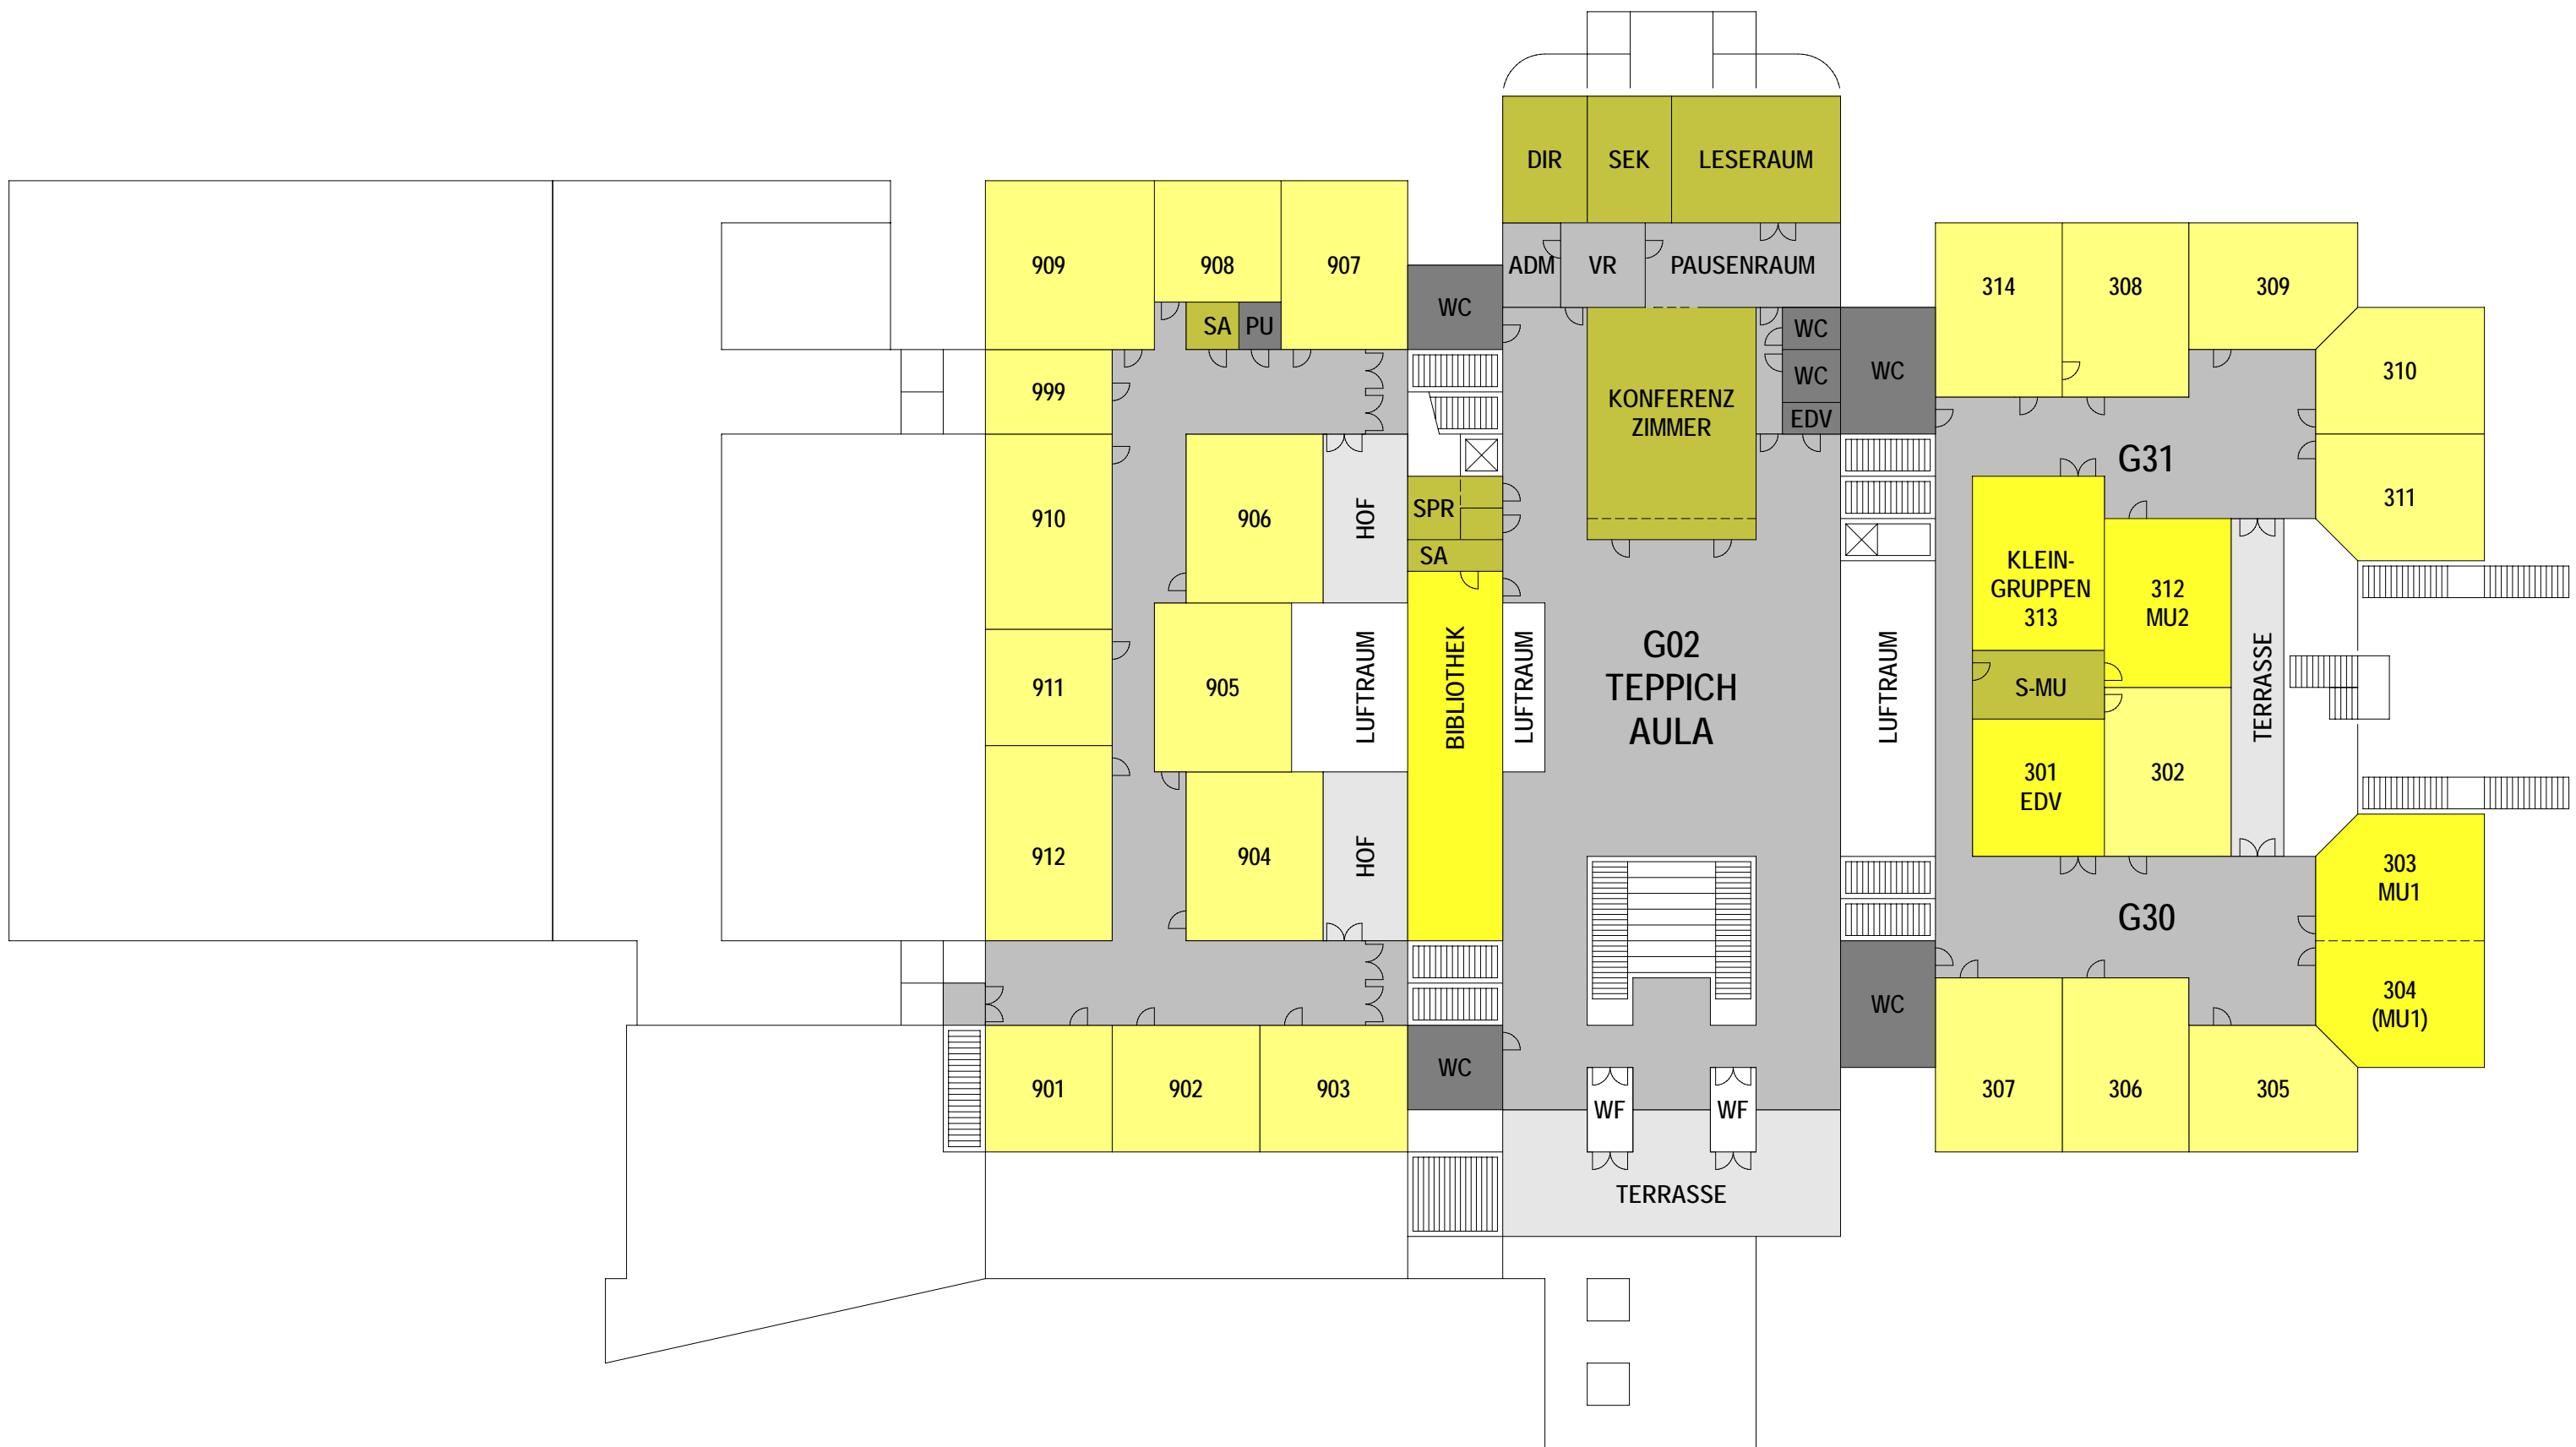 DIR
SEK
LESERAUM
909
908
907
SA
PU
WC
ADM
VR
PAUSENRAUM
WC
WC
EDV
WC
314
308
309
310
311
999
910
906
HOF
KONFERENZ
ZIMMER
SPR
SA
G31
KLEIN-
GRUPPEN
313
312
MU2
911
905
LUFTRAUM
BIBLIOTHEK
LUFTRAUM
G02
TEPPICH
AULA
LUFTRAUM
S-MU
TERRASSE
301
EDV
302
912
904
HOF
303
MU1
G30
304
(MU1)
WC
901
902
903
WC
WF
WF
307
306
305
TERRASSE